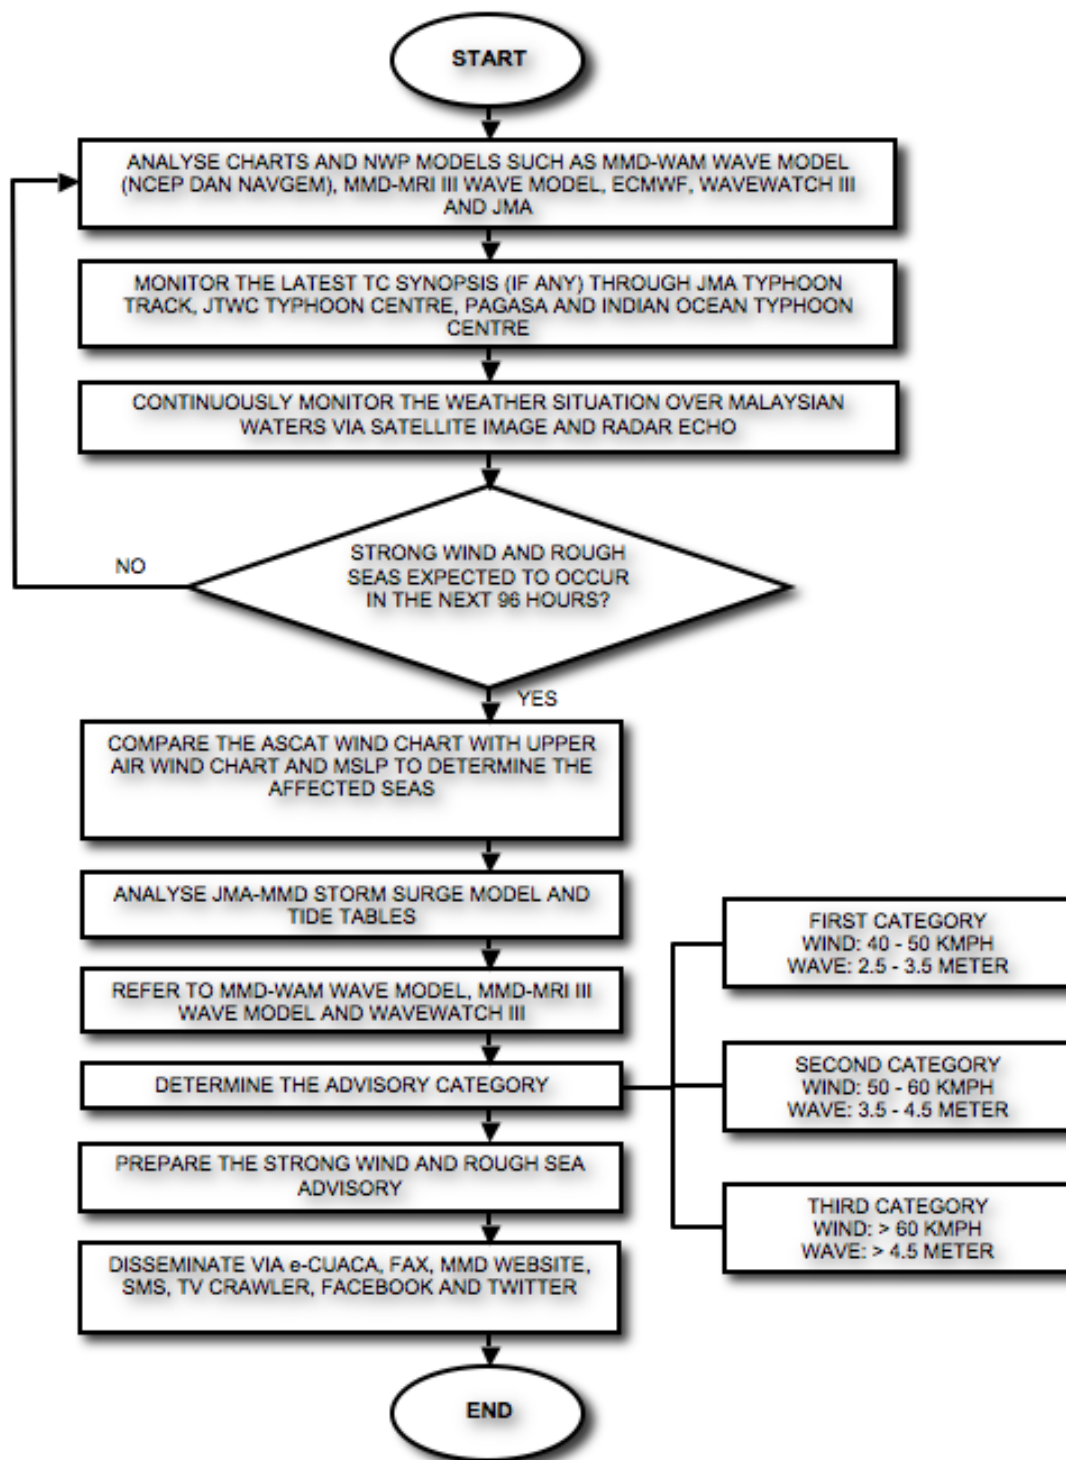 START
ANALYSE CHARTS AND NWP MODELS SUCH AS MMD-WAM WAVE MODEL
(NCEP DAN NAVGEM), MMD-MRI III WAVE MODEL, ECMWF, WAVEWATCH III
AND JMA
MONITOR THE LATEST TC SYNOPSIS (IF ANY) THROUGH JMA TYPHOON
TRACK, JTWC TYPHOON CENTRE, PAGASA AND INDIAN OCEAN TYPHOON
CENTRE
CONTINUOUSLY MONITOR THE WEATHER SITUATION OVER MALAYSIAN
WATERS VIA SATELLITE IMAGE AND RADAR ECHO
STRONG WIND AND ROUGH
SEAS EXPECTED TO OCCUR
IN THE NEXT 96 HOURS?
NO
YES
COMPARE THE ASCAT WIND CHART WITH UPPER
AIR WIND CHART AND MSLP TO DETERMINE THE
AFFECTED SEAS
ANALYSE JMA-MMD STORM SURGE MODEL AND
TIDE TABLES
REFER TO MMD-WAM WAVE MODEL, MMD-MRI III
WAVE MODEL AND WAVEWATCH III
DETERMINE THE ADVISORY CATEGORY
FIRST CATEGORY
WIND: 40 - 50 KMPH
WAVE: 2.5 - 3.5 METER
SECOND CATEGORY
WIND: 50 - 60 KMPH
WAVE: 3.5 - 4.5 METER
THIRD CATEGORY
WIND: > 60 KMPH
WAVE: > 4.5 METER
PREPARE THE STRONG WIND AND ROUGH SEA
ADVISORY
DISSEMINATE VIA e-CUACA, FAX, MMD WEBSITE,
SMS, TV CRAWLER, FACEBOOK AND TWITTER
END